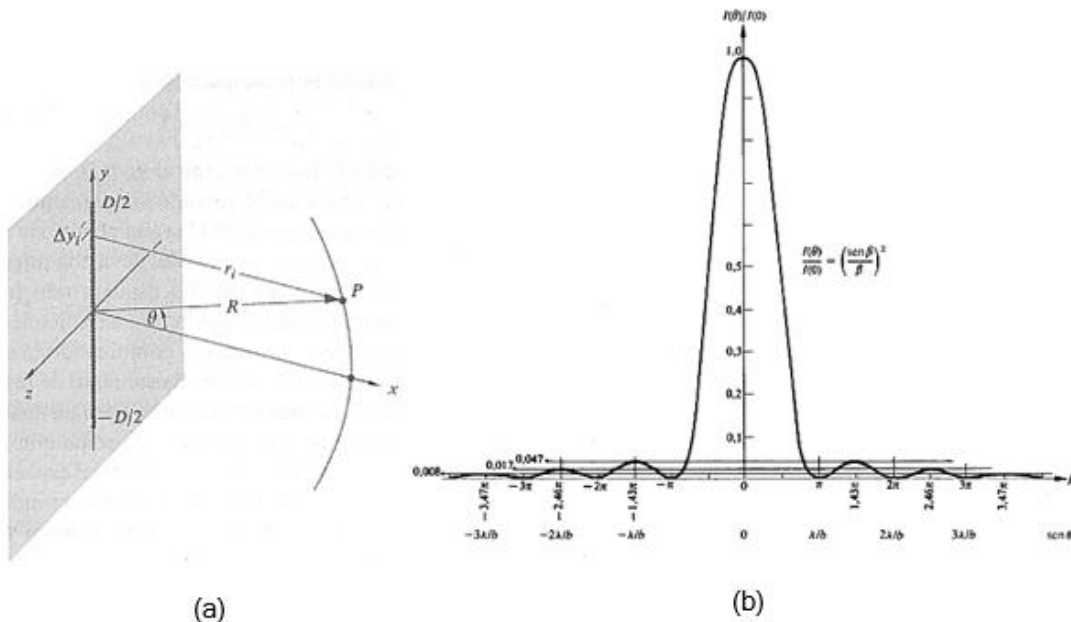 y
D/2
Δy′ᵢ
rᵢ
P
R
θ
x
z
−D/2
(a)
I(θ)/I(0)
1,0
0,5
I(θ)/I(0) = (sen β/β)²
0,4
0,3
0,2
0,1
0,047
0,017
0,008
−3,47π −3π −2,46π −2π −1,43π −π 0 π 1,43π 2π 2,46π 3π 3,47π
−3λ/b −2λ/b −λ/b 0 λ/b 2λ/b 3λ/b sen θ
(b)